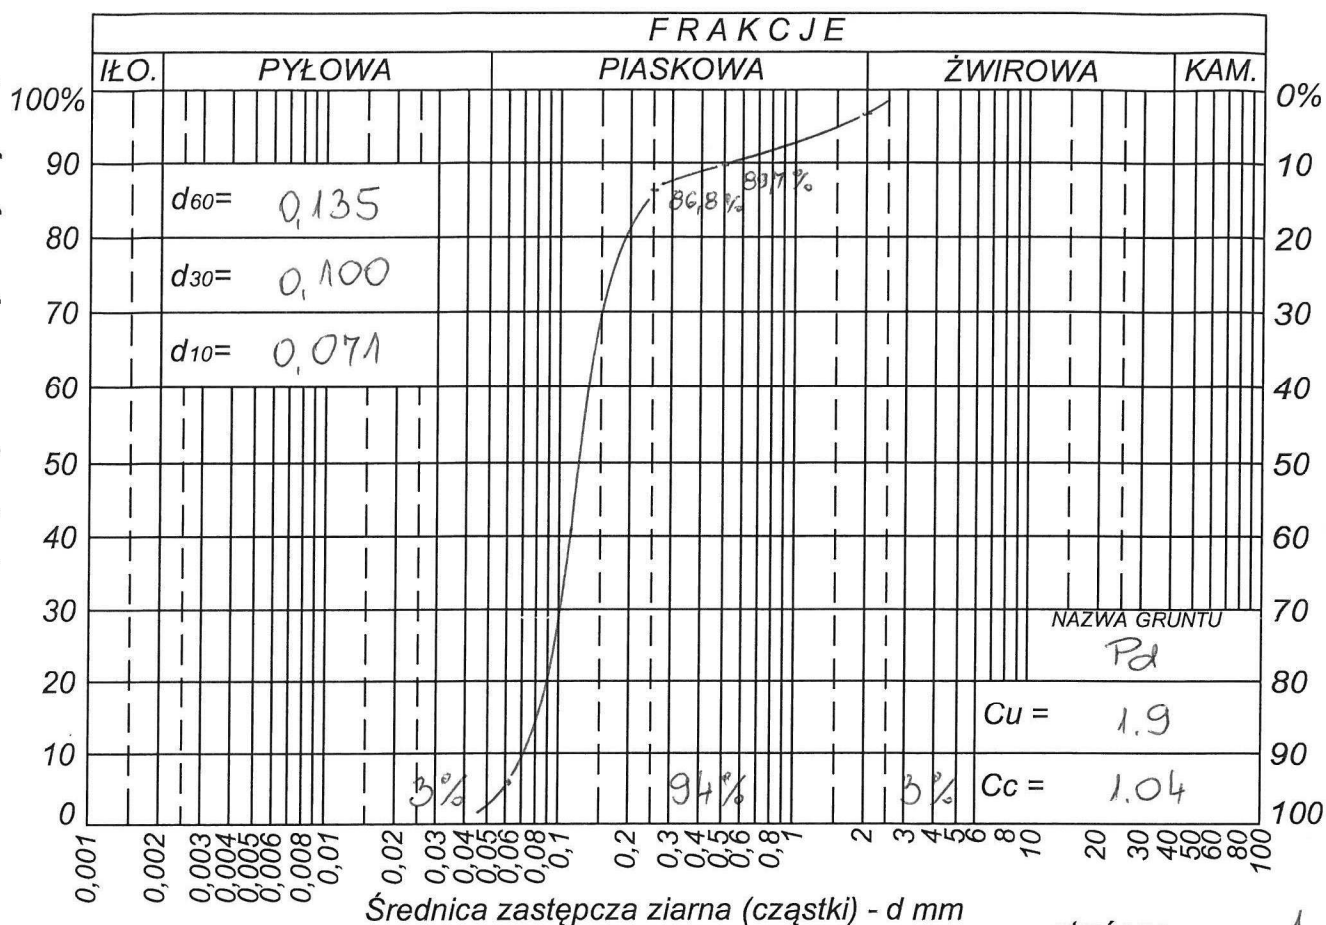 FRAKCJE
IŁO. PYŁOWA PIASKOWA ŻWIROWA KAM.
100% 0%
90 10
80 20
70 30
60 40
50 50
40 60
30 70
20 80
10 90
0 100
d60= 0,135
d30= 0,100
d10= 0,071
86,8% 89,7%
NAZWA GRUNTU
Pd
Cu = 1.9
Cc = 1.04
3% 94% 3%
0,001 0,002 0,003 0,004 0,005 0,006 0,008 0,01 0,02 0,03 0,04 0,05 0,06 0,08 0,1 0,2 0,3 0,4 0,5 0,6 0,8 1 2 3 4 5 6 8 10 20 30 40 50 60 80 100
Średnica zastępcza ziarna (cząstki) - d mm